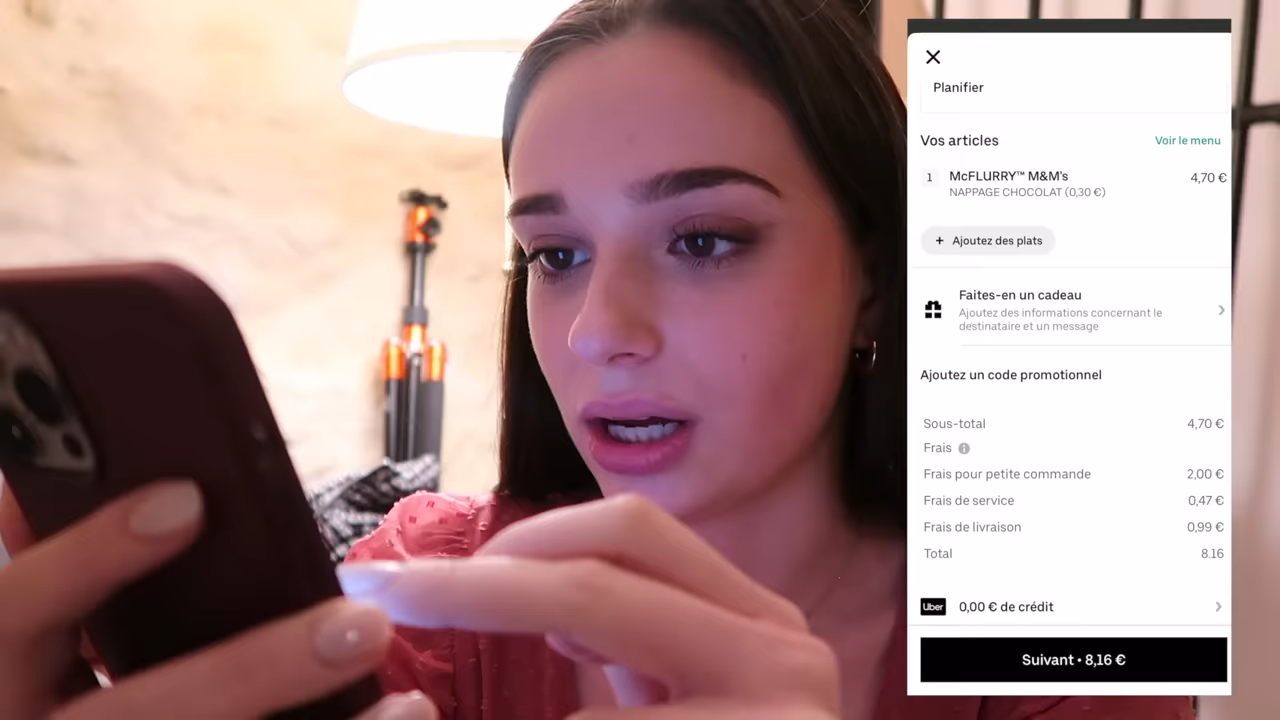 Planifier
Vos articles
Voir le menu
1 McFLURRY™ M&M's 4,70 €
NAPPAGE CHOCOLAT (0,30 €)
+ Ajoutez des plats
Faites-en un cadeau
Ajoutez des informations concernant le
destinataire et un message
Ajoutez un code promotionnel
Sous-total 4,70 €
Frais
Frais pour petite commande 2,00 €
Frais de service 0,47 €
Frais de livraison 0,99 €
Total 8.16
Uber 0,00 € de crédit
Suivant • 8,16 €